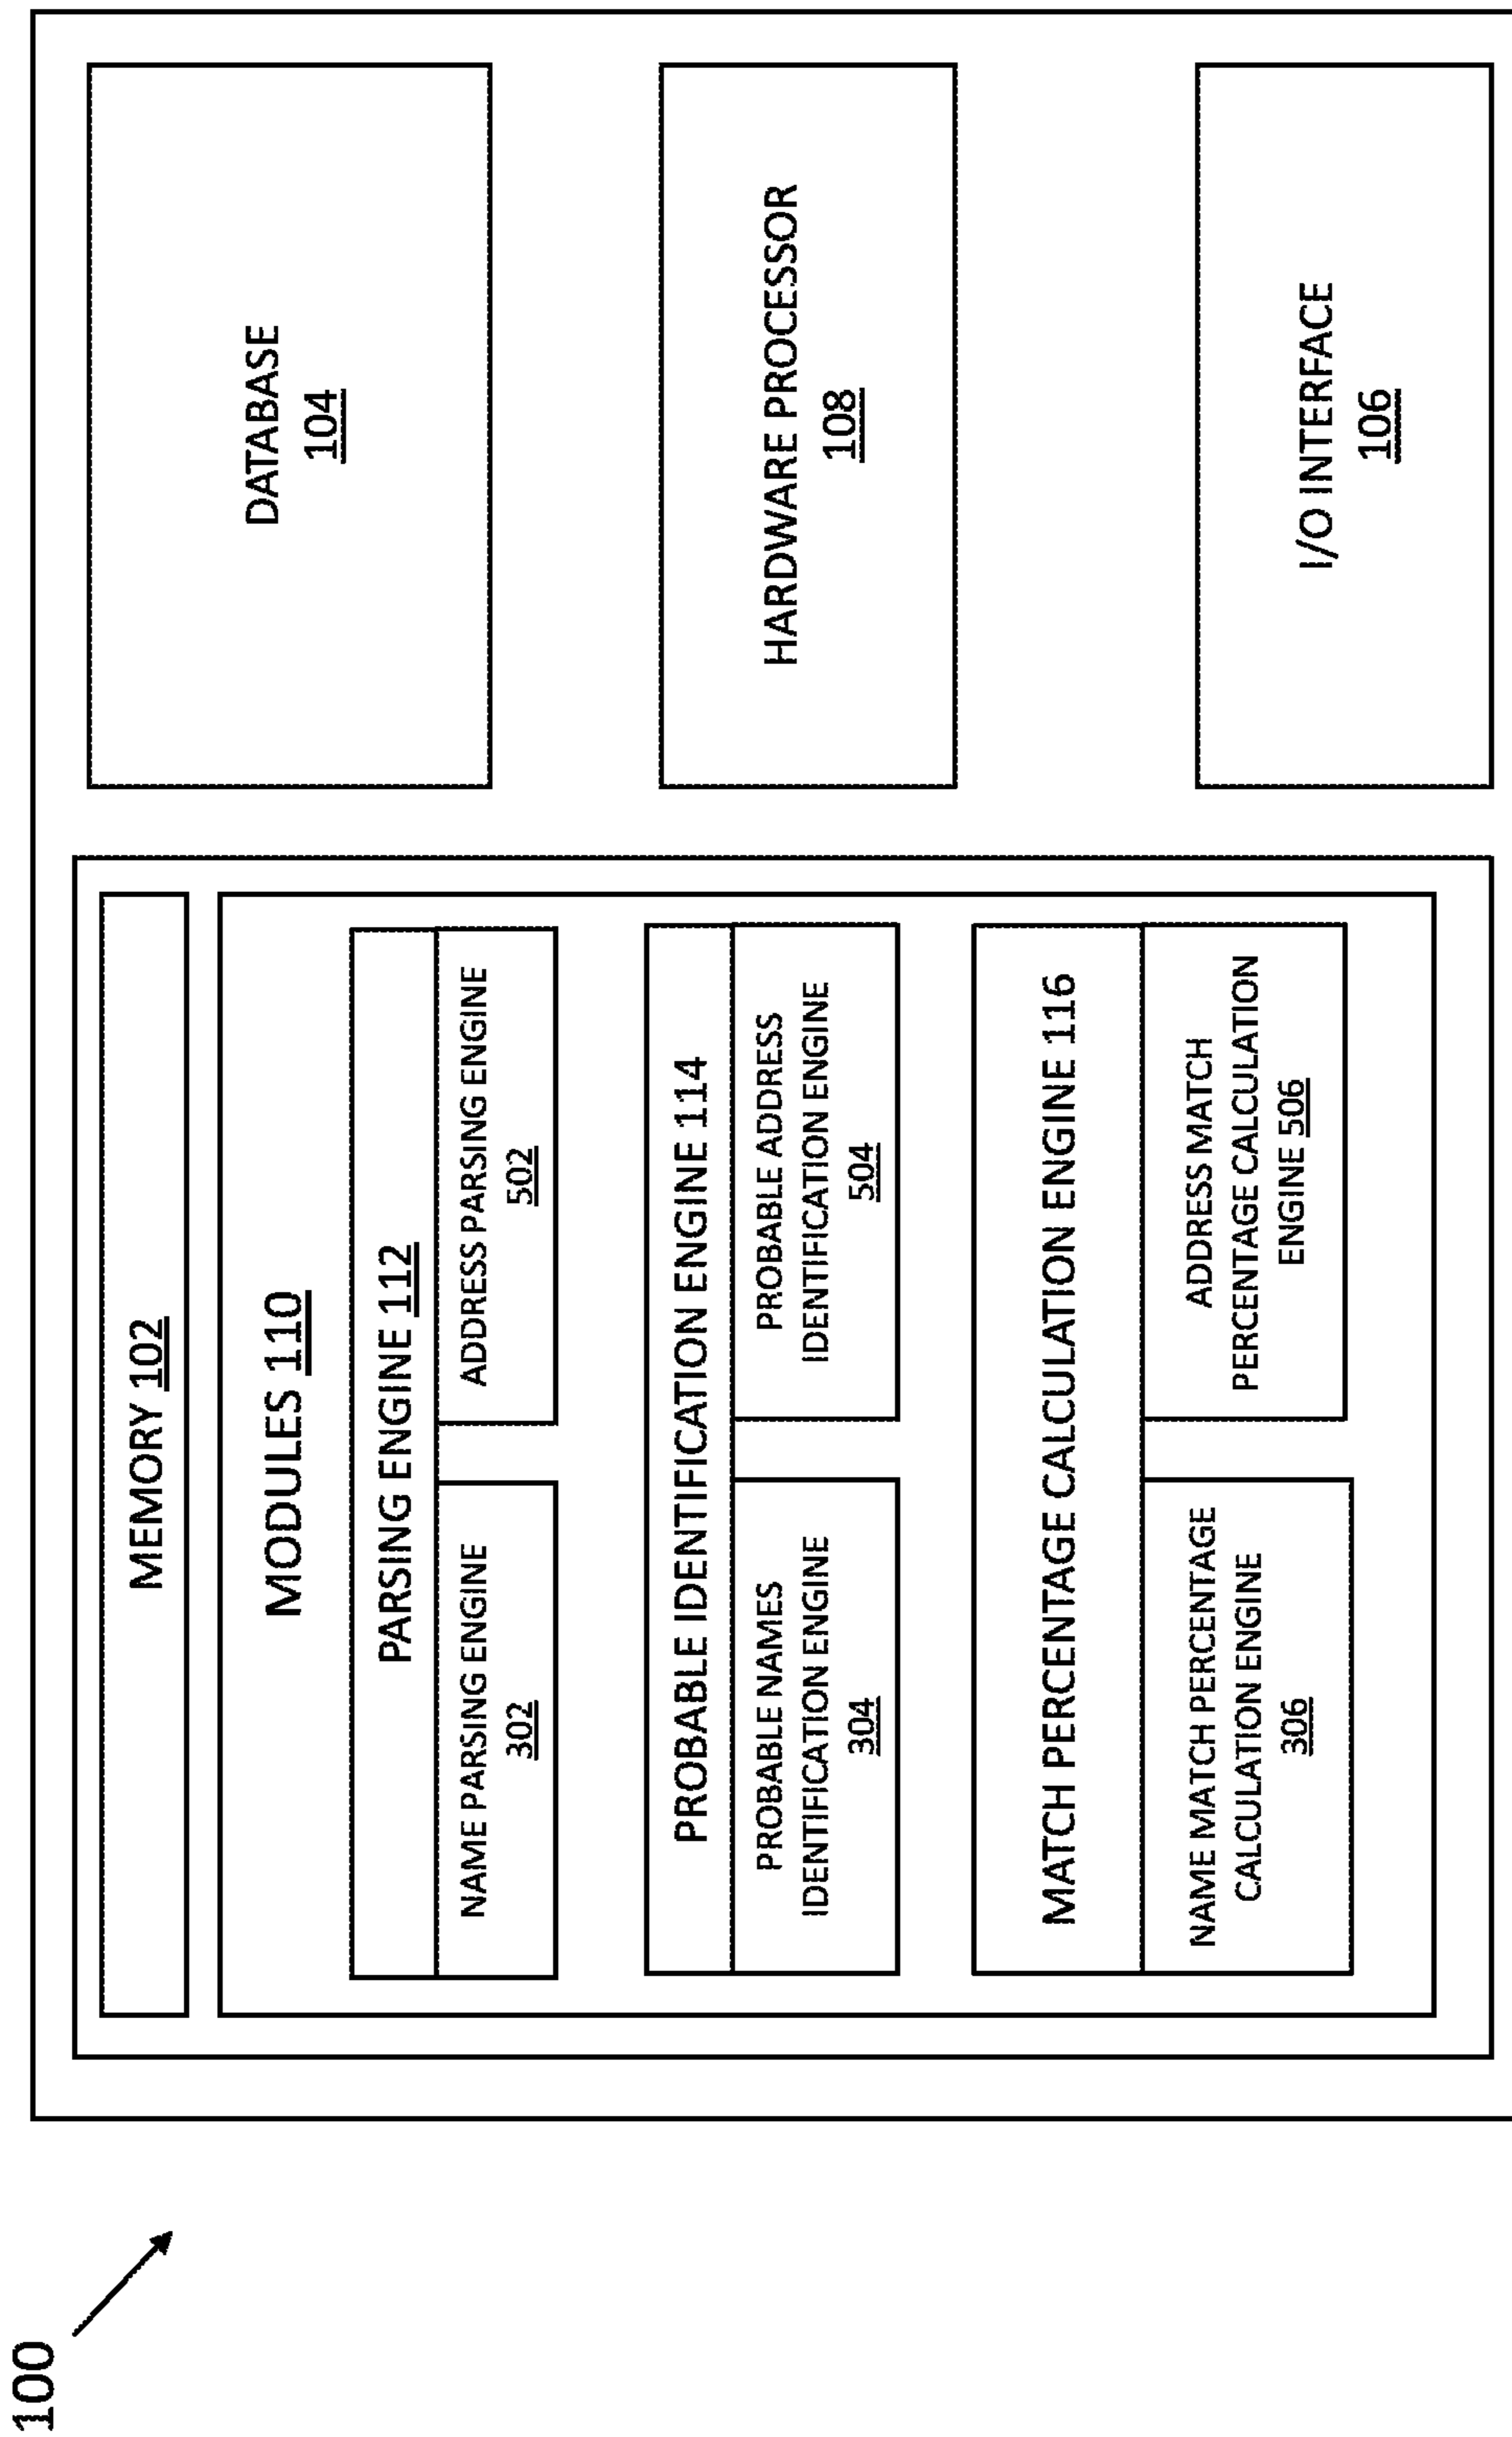 100
MEMORY 102
MODULES 110
PARSING ENGINE 112
NAME PARSING ENGINE
302
ADDRESS PARSING ENGINE
502
PROBABLE IDENTIFICATION ENGINE 114
PROBABLE NAMES
IDENTIFICATION ENGINE
304
PROBABLE ADDRESS
IDENTIFICATION ENGINE
504
MATCH PERCENTAGE CALCULATION ENGINE 116
NAME MATCH PERCENTAGE
CALCULATION ENGINE
306
ADDRESS MATCH
PERCENTAGE CALCULATION
ENGINE 506
DATABASE
104
HARDWARE PROCESSOR
108
I/O INTERFACE
106